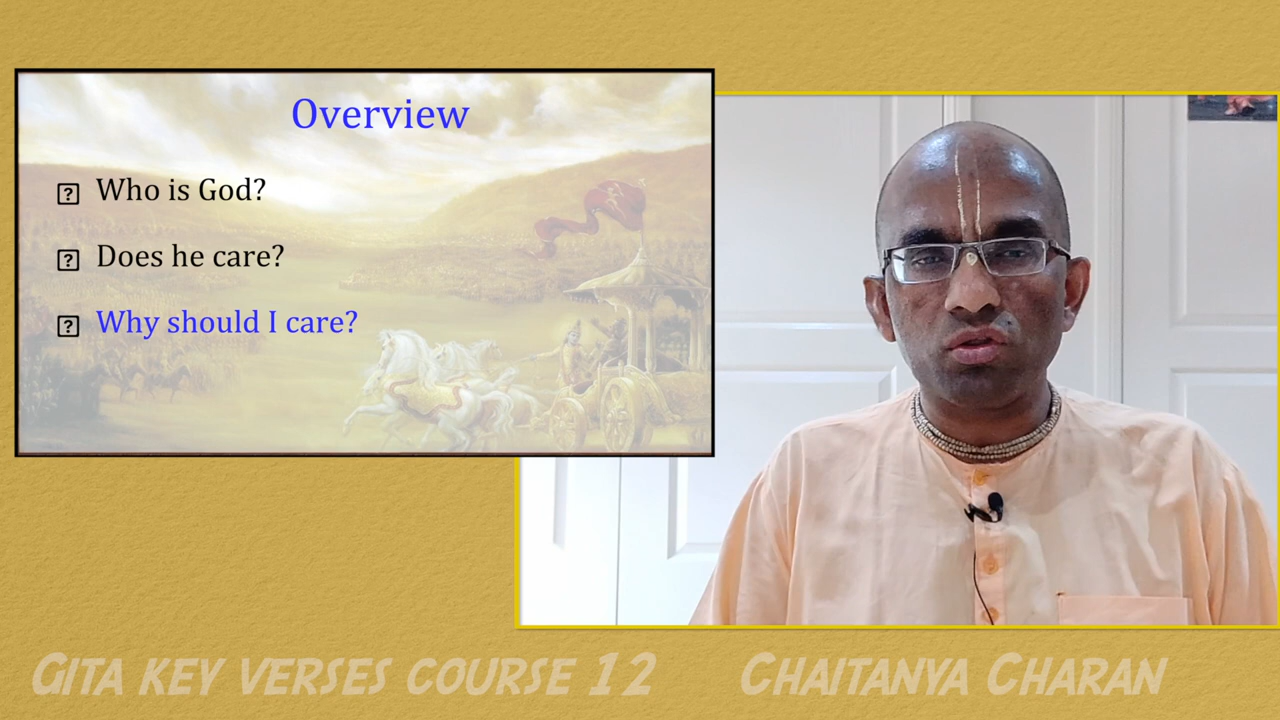 Overview
Who is God?
Does he care?
Why should I care?
GITA KEY VERSES COURSE 12
CHAITANYA CHARAN